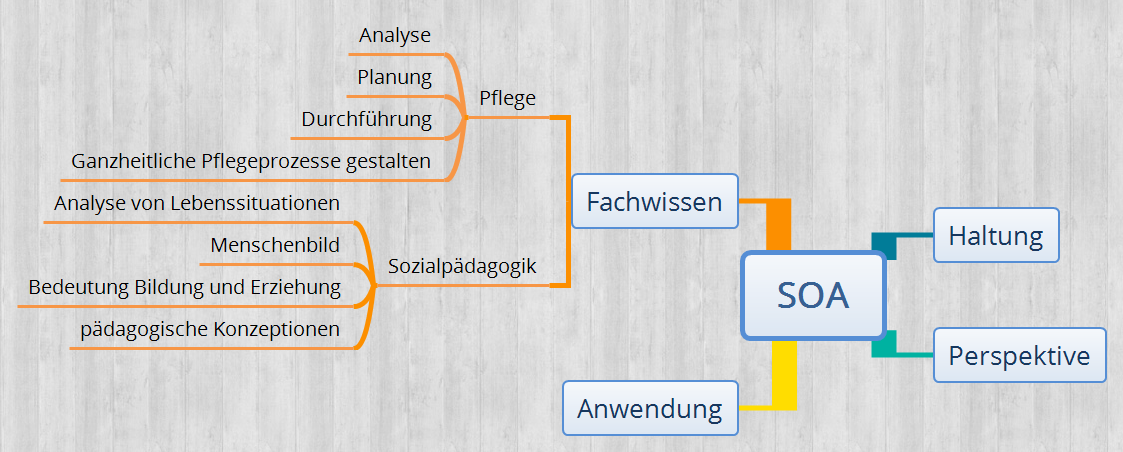 Analyse
Planung
Pflege
Durchführung
Ganzheitliche Pflegeprozesse gestalten
Analyse von Lebenssituationen
Menschenbild
Sozialpädagogik
Bedeutung Bildung und Erziehung
pädagogische Konzeptionen
Fachwissen
Haltung
SOA
Perspektive
Anwendung